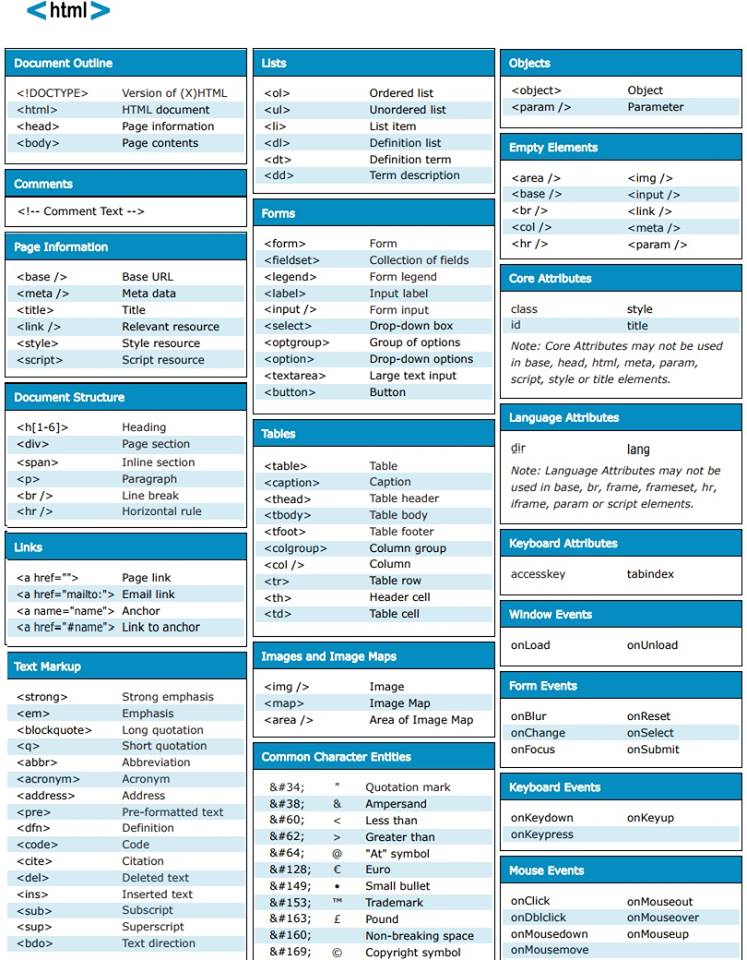 <html>
Document Outline
<!DOCTYPE> Version of (X)HTML
<html> HTML document
<head> Page information
<body> Page contents
Comments
<!-- Comment Text -->
Page Information
<base /> Base URL
<meta /> Meta data
<title> Title
<link /> Relevant resource
<style> Style resource
<script> Script resource
Document Structure
<h[1-6]> Heading
<div> Page section
<span> Inline section
<p> Paragraph
<br /> Line break
<hr /> Horizontal rule
Links
<a href=""> Page link
<a href="mailto:"> Email link
<a name="name"> Anchor
<a href="#name"> Link to anchor
Text Markup
<strong> Strong emphasis
<em> Emphasis
<blockquote> Long quotation
<q> Short quotation
<abbr> Abbreviation
<acronym> Acronym
<address> Address
<pre> Pre-formatted text
<dfn> Definition
<code> Code
<cite> Citation
<del> Deleted text
<ins> Inserted text
<sub> Subscript
<sup> Superscript
<bdo> Text direction
Lists
<ol> Ordered list
<ul> Unordered list
<li> List item
<dl> Definition list
<dt> Definition term
<dd> Term description
Forms
<form> Form
<fieldset> Collection of fields
<legend> Form legend
<label> Input label
<input /> Form input
<select> Drop-down box
<optgroup> Group of options
<option> Drop-down options
<textarea> Large text input
<button> Button
Tables
<table> Table
<caption> Caption
<thead> Table header
<tbody> Table body
<tfoot> Table footer
<colgroup> Column group
<col /> Column
<tr> Table row
<th> Header cell
<td> Table cell
Images and Image Maps
<img /> Image
<map> Image Map
<area /> Area of Image Map
Common Character Entities
&#34; " Quotation mark
&#38; & Ampersand
&#60; < Less than
&#62; > Greater than
&#64; @ "At" symbol
&#128; € Euro
&#149; • Small bullet
&#153; ™ Trademark
&#163; £ Pound
&#160; Non-breaking space
&#169; © Copyright symbol
Objects
<object> Object
<param /> Parameter
Empty Elements
<area /> <img />
<base /> <input />
<br /> <link />
<col /> <meta />
<hr /> <param />
Core Attributes
class style
id title
Note: Core Attributes may not be used
in base, head, html, meta, param,
script, style or title elements.
Language Attributes
dir lang
Note: Language Attributes may not be
used in base, br, frame, frameset, hr,
iframe, param or script elements.
Keyboard Attributes
accesskey tabindex
Window Events
onLoad onUnload
Form Events
onBlur onReset
onChange onSelect
onFocus onSubmit
Keyboard Events
onKeydown onKeyup
onKeypress
Mouse Events
onClick onMouseout
onDblclick onMouseover
onMousedown onMouseup
onMousemove